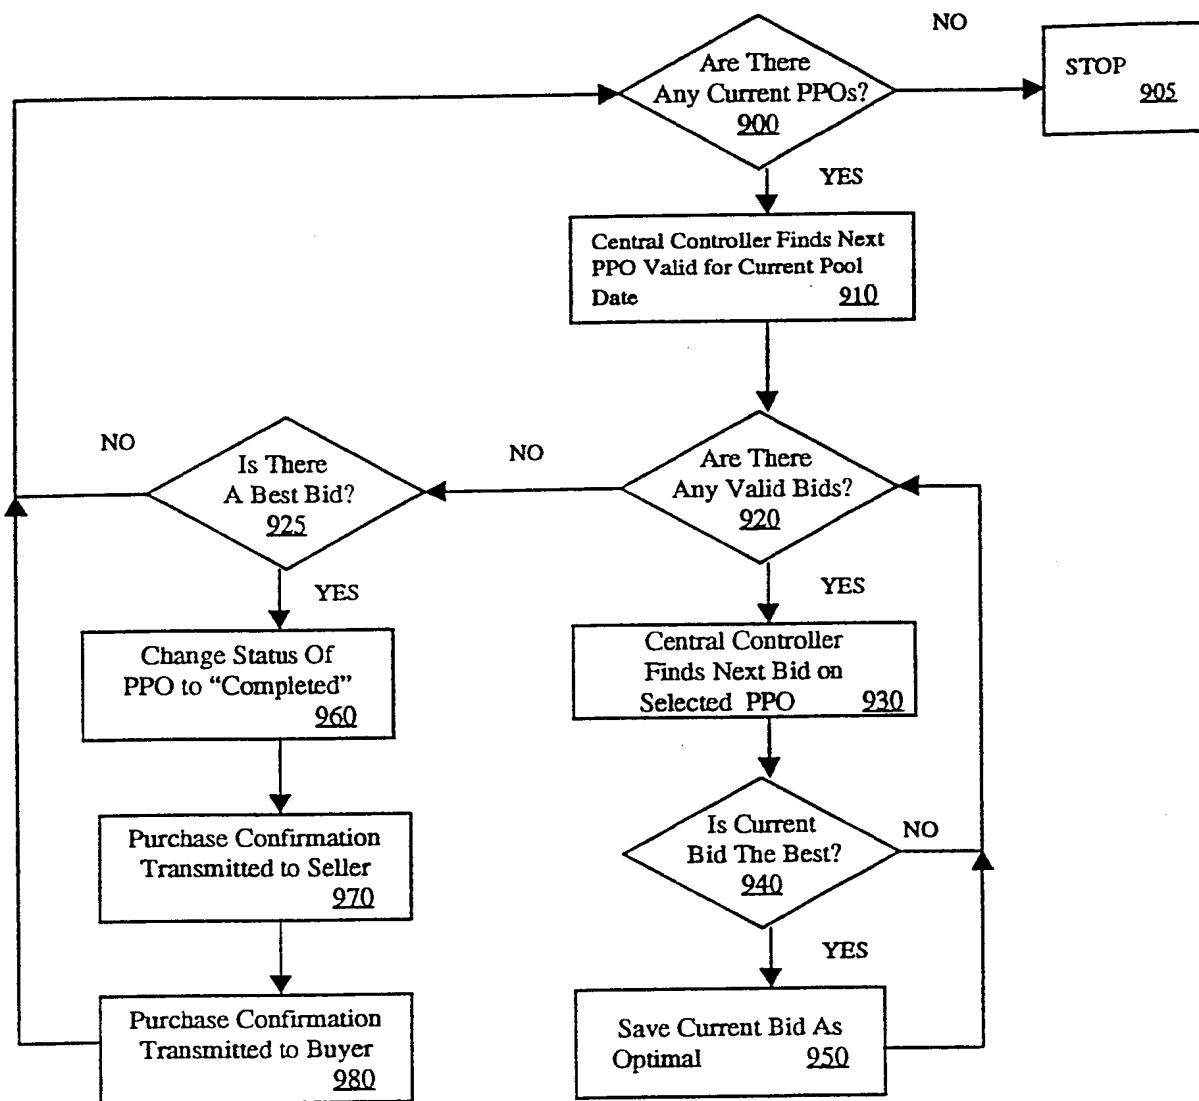 Are There
Any Current PPOs?
900
NO
STOP
905
YES
Central Controller Finds Next
PPO Valid for Current Pool
Date 910
Are There
Any Valid Bids?
920
NO
Is There
A Best Bid?
925
NO
YES
Change Status Of
PPO to “Completed”
960
Purchase Confirmation
Transmitted to Seller
970
Purchase Confirmation
Transmitted to Buyer
980
YES
Central Controller
Finds Next Bid on
Selected PPO 930
Is Current
Bid The Best?
940
NO
YES
Save Current Bid As
Optimal 950